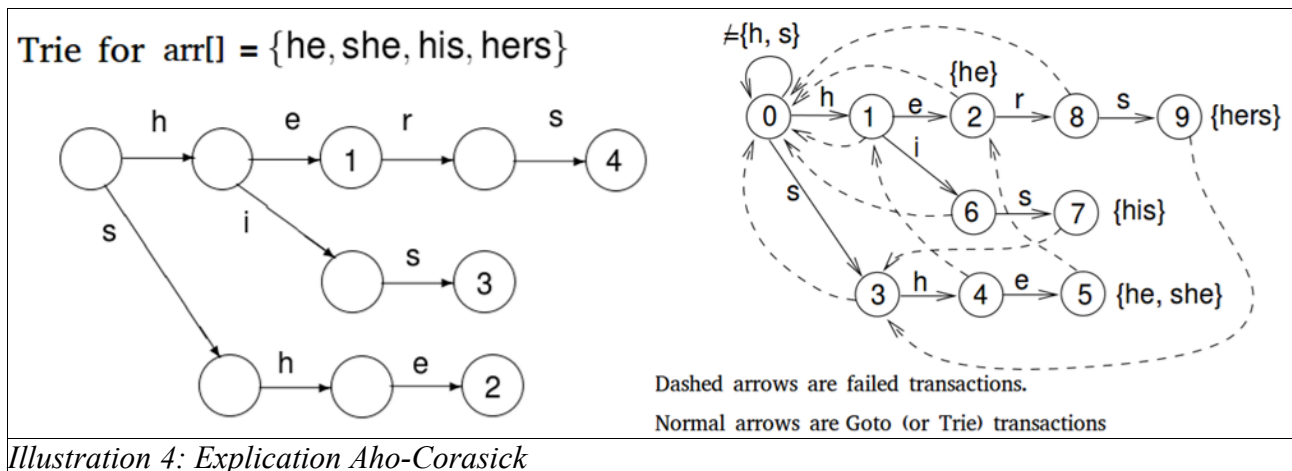 Trie for arr[] = {he, she, his, hers}
h
e
r
s
1
4
s
i
s
3
h
e
2
≠{h, s}
{he}
0
h
1
e
2
r
8
s
9
{hers}
i
s
6
s
7
{his}
3
h
4
e
5
{he, she}
Dashed arrows are failed transactions.
Normal arrows are Goto (or Trie) transactions
Illustration 4: Explication Aho-Corasick